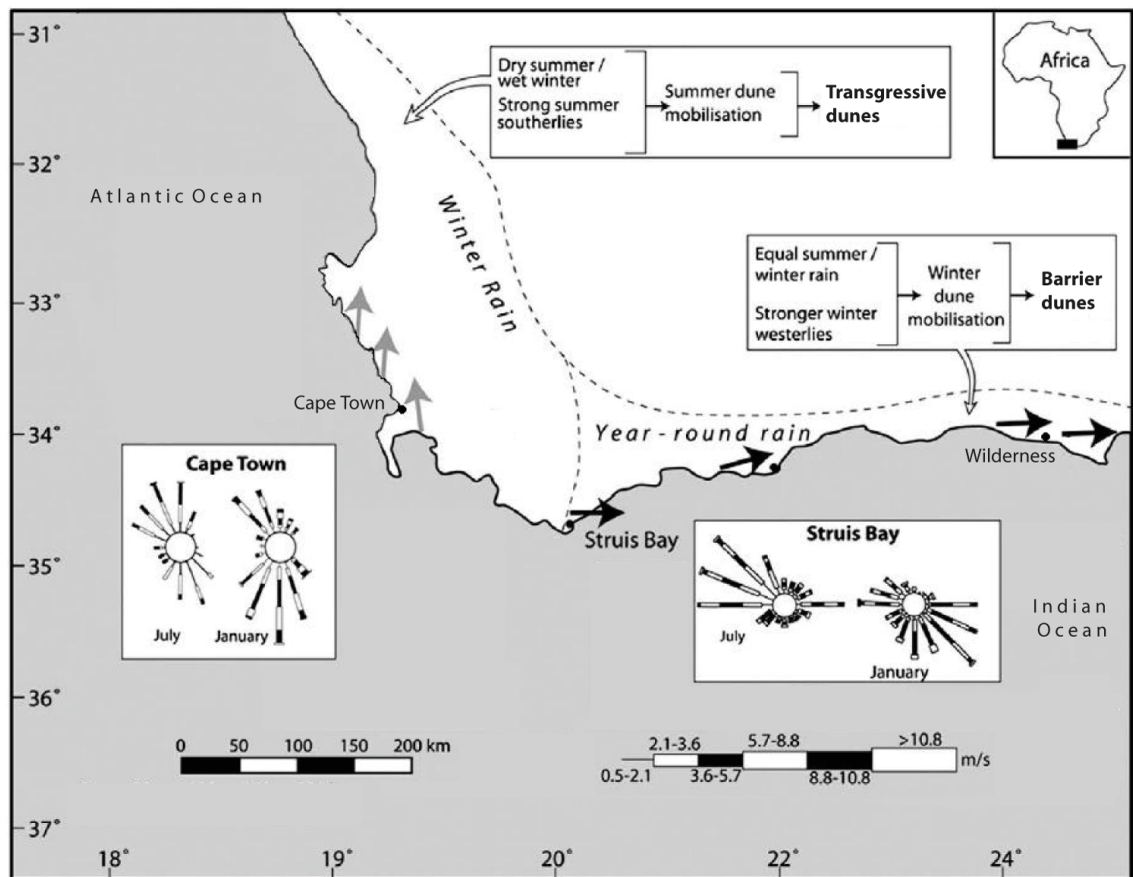 31°
32°
33°
34°
35°
36°
37°
18°
19°
20°
22°
24°
Dry summer /
wet winter
Strong summer
southerlies
Summer dune
mobilisation
Transgressive
dunes
Africa
Atlantic Ocean
Winter Rain
Equal summer /
winter rain
Stronger winter
westerlies
Winter
dune
mobilisation
Barrier
dunes
Cape Town
Year-round rain
Wilderness
Struis Bay
Cape Town
July
January
Struis Bay
July
January
Indian
Ocean
0 50 100 150 200 km
2.1-3.6 5.7-8.8 >10.8
m/s
0.5-2.1 3.6-5.7 8.8-10.8